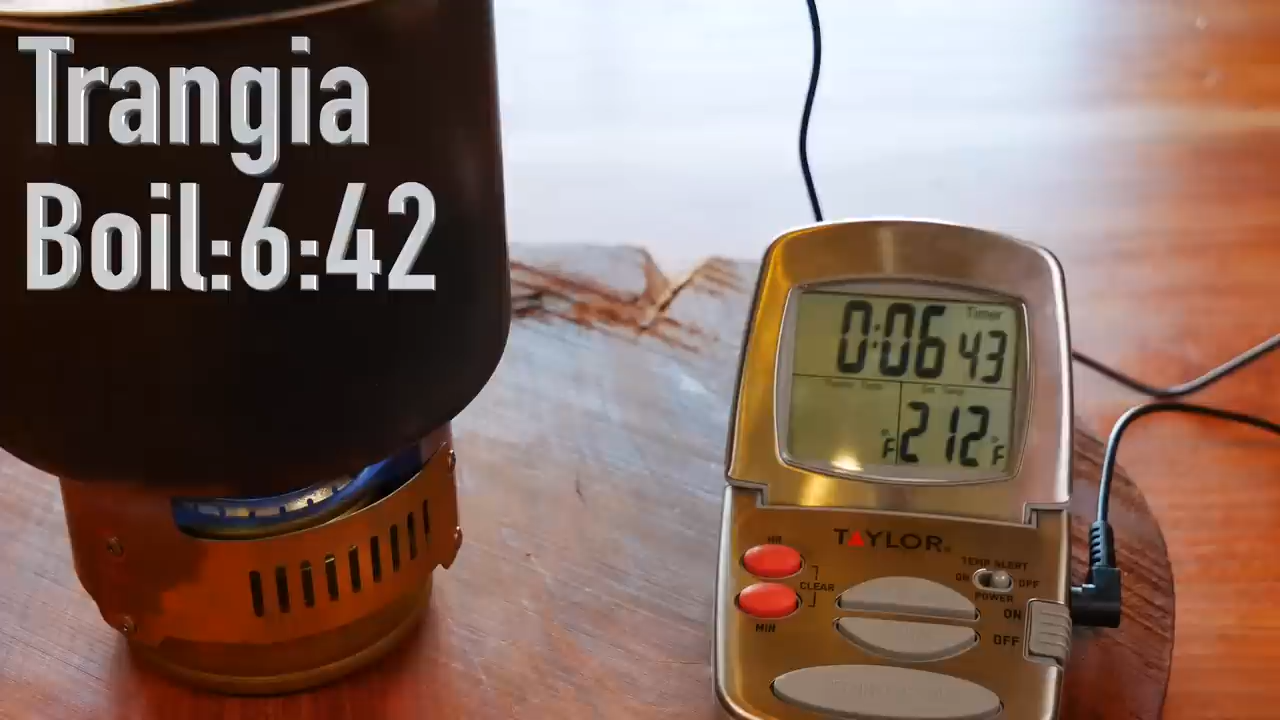 Trangia
Boil:6:42
Timer
0:06 43
°F 212 °F
TAYLOR
HR
CLEAR
MIN
TEMP ALERT
ON OFF
POWER
ON
OFF